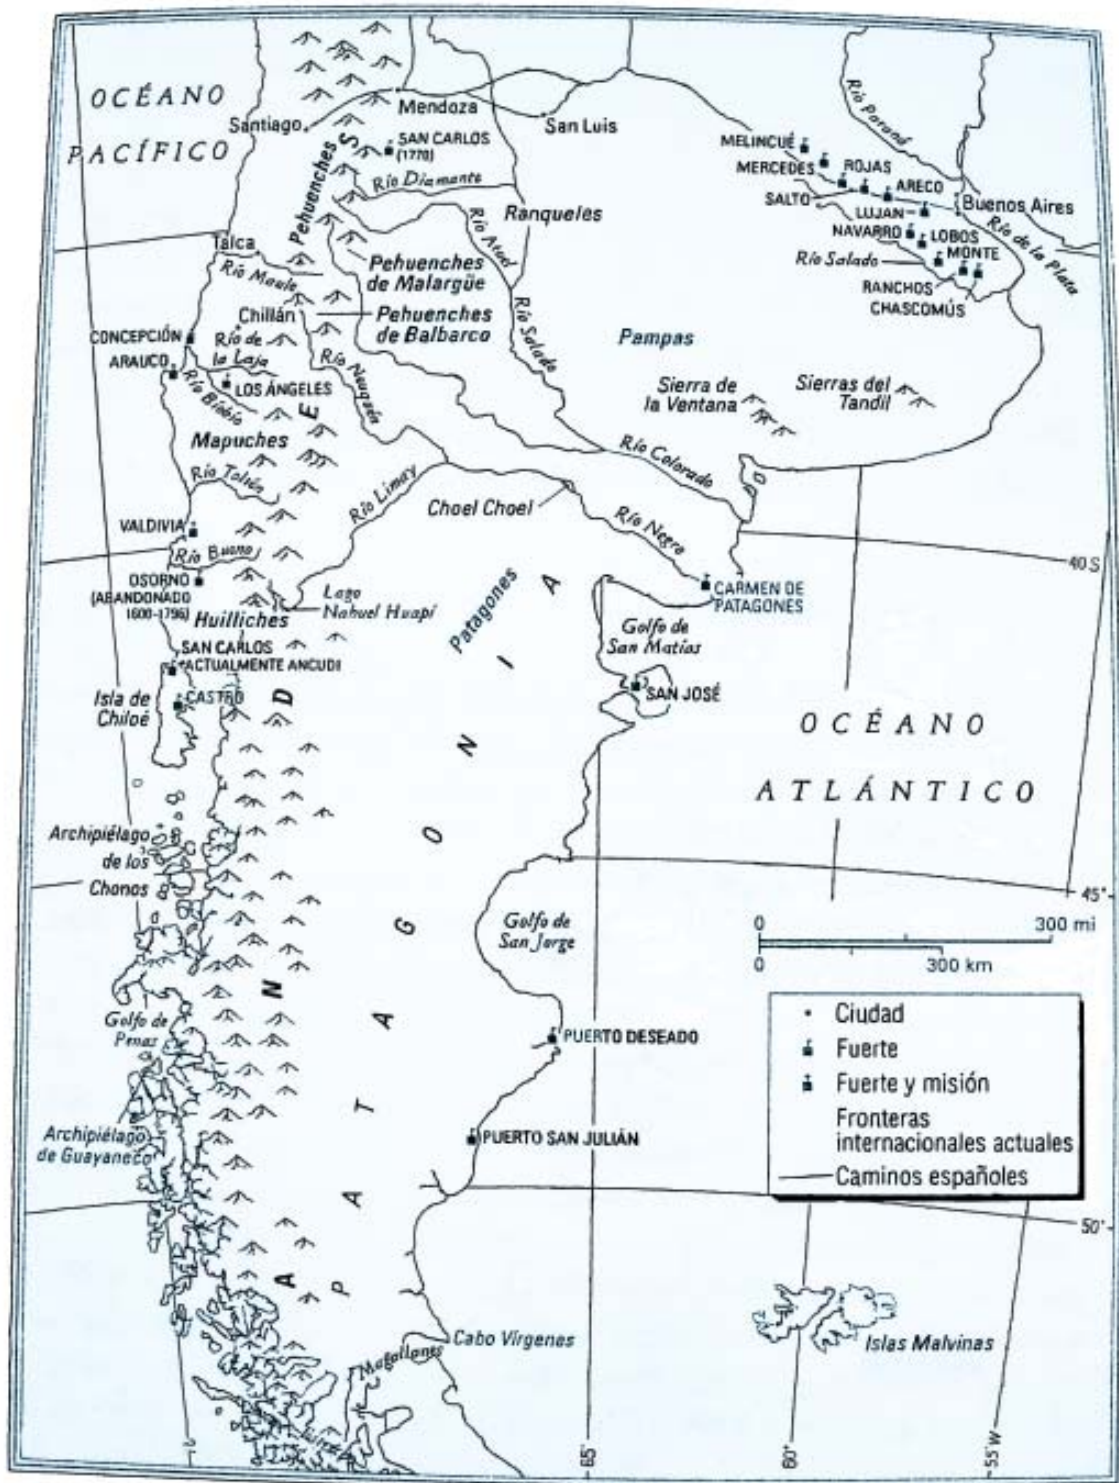 OCÉANO
PACÍFICO
Santiago
Mendoza
San Luis
SAN CARLOS
(1770)
Pehuenches
Río Diamante
Ranqueles
Río Atuel
MELINCUÉ
MERCEDES
ROJAS
SALTO
ARECO
LUJAN
Buenos Aires
NAVARRO
LOBOS
MONTE
Río Salado
RANCHOS
CHASCOMÚS
Río Paraná
Río de la Plata
Talca
Río Maule
Pehuenches
de Malargüe
Chillán
Pehuenches
de Balbarco
Río Salado
Pampas
CONCEPCIÓN
Río de
la Laja
ARAUCO
LOS ÁNGELES
Río Biobío
Río Neuquén
Sierra de
la Ventana
Sierras del
Tandil
Mapuches
Río Toltén
Río Limay
Río Colorado
Choel Choel
Río Negro
VALDIVIA
Río Bueno
OSORNO
(ABANDONADO
1600-1796)
Huilliches
Lago
Nahuel Huapí
Patagones
CARMEN DE
PATAGONES
40 S
SAN CARLOS
ACTUALMENTE ANCUDI
Golfo de
San Matías
SAN JOSÉ
Isla de
Chiloé
CASTRO
OCÉANO
ATLÁNTICO
Archipiélago
de los
Chonos
Golfo de
San Jorge
45°
0 300 mi
0 300 km
Golfo de
Penas
PUERTO DESEADO
Ciudad
Fuerte
Fuerte y misión
Fronteras
internacionales actuales
Caminos españoles
Archipiélago
de Guayaneco
PUERTO SAN JULIÁN
50°
ANDES
PATAGONIA
Cabo Vírgenes
Magallanes
Islas Malvinas
65°
60°
55° W